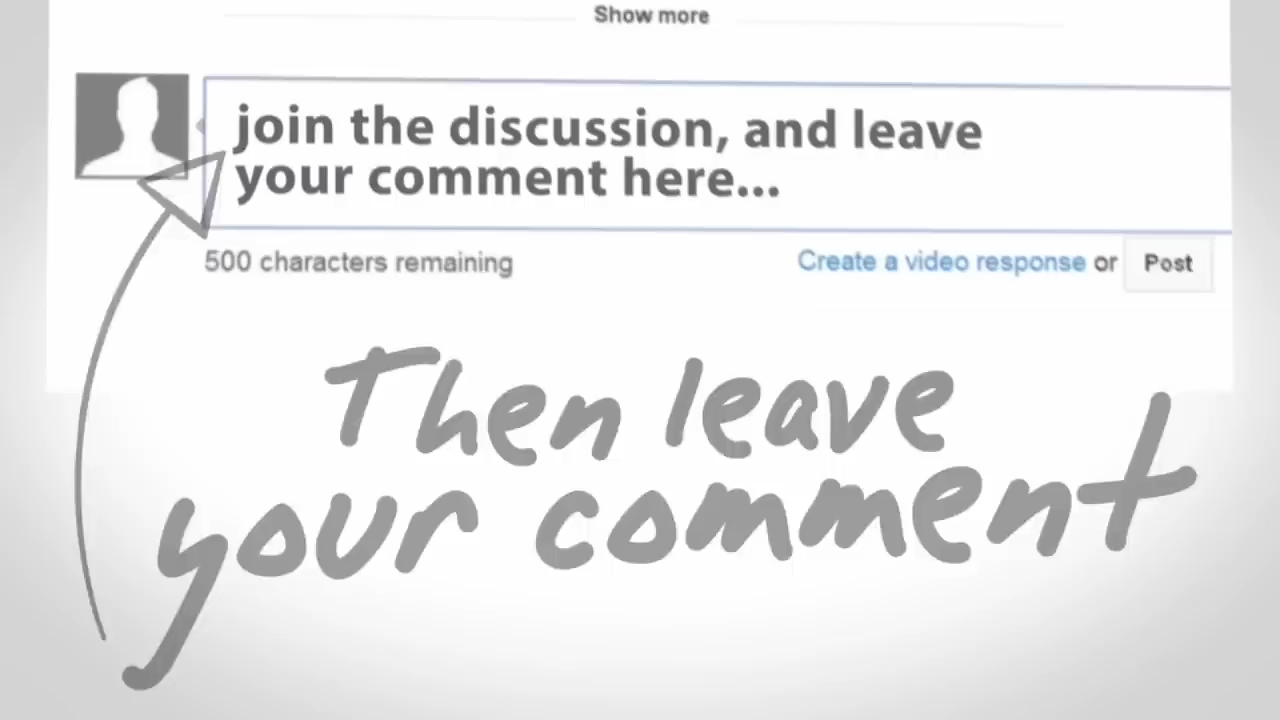 Show more
join the discussion, and leave
your comment here...
500 characters remaining
Create a video response or Post
Then leave
your comment